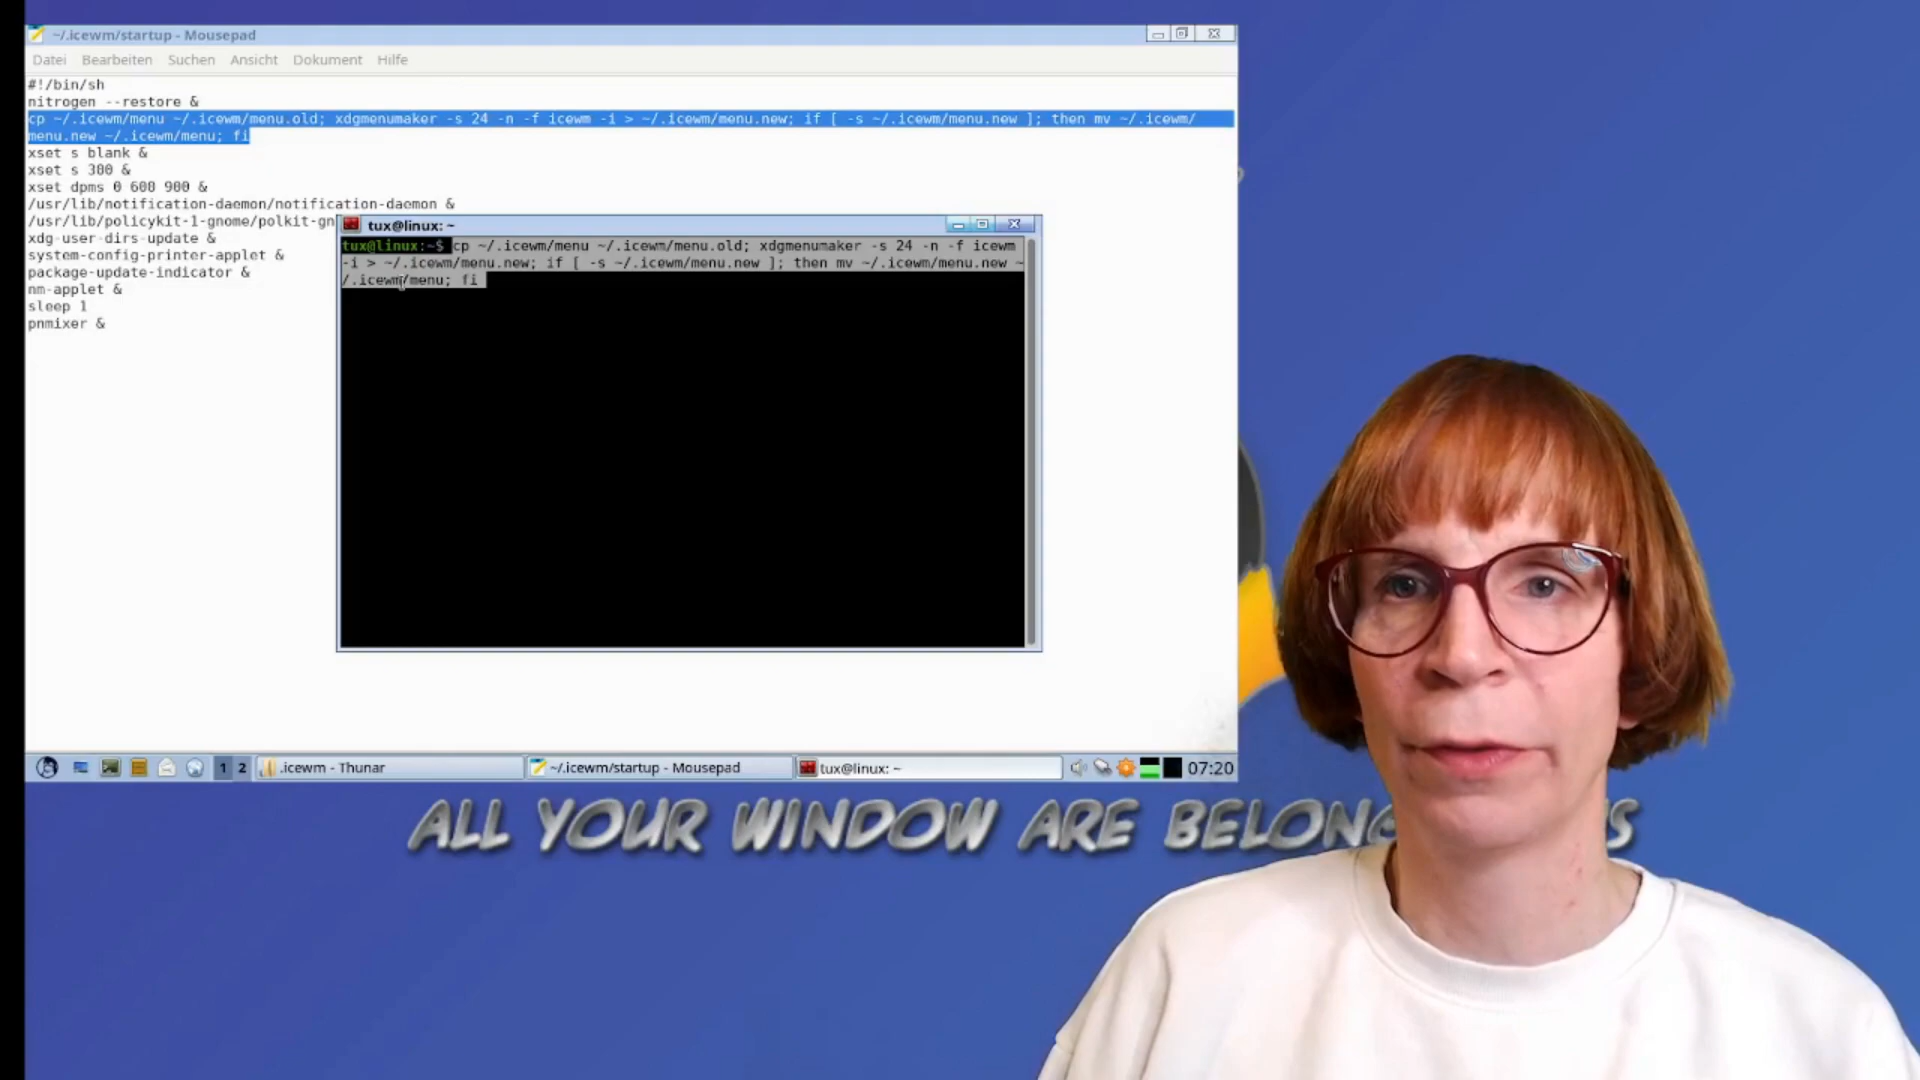 ~/.icewm/startup - Mousepad
Datei Bearbeiten Suchen Ansicht Dokument Hilfe
#!/bin/sh
nitrogen --restore &
cp ~/.icewm/menu ~/.icewm/menu.old; xdgmenumaker -s 24 -n -f icewm -i > ~/.icewm/menu.new; if [ -s ~/.icewm/menu.new ]; then mv ~/.icewm/
menu.new ~/.icewm/menu; fi
xset s blank &
xset s 300 &
xset dpms 0 600 900 &
/usr/lib/notification-daemon/notification-daemon &
/usr/lib/policykit-1-gnome/polkit-gn
xdg-user-dirs-update &
system-config-printer-applet &
package-update-indicator &
nm-applet &
sleep 1
pnmixer &
tux@linux: ~
tux@linux:~$ cp ~/.icewm/menu ~/.icewm/menu.old; xdgmenumaker -s 24 -n -f icewm
-i > ~/.icewm/menu.new; if [ -s ~/.icewm/menu.new ]; then mv ~/.icewm/menu.new ~
/.icewm/menu; fi
1 2 .icewm - Thunar ~/.icewm/startup - Mousepad tux@linux: ~ 07:20
ALL YOUR WINDOW ARE BELONG